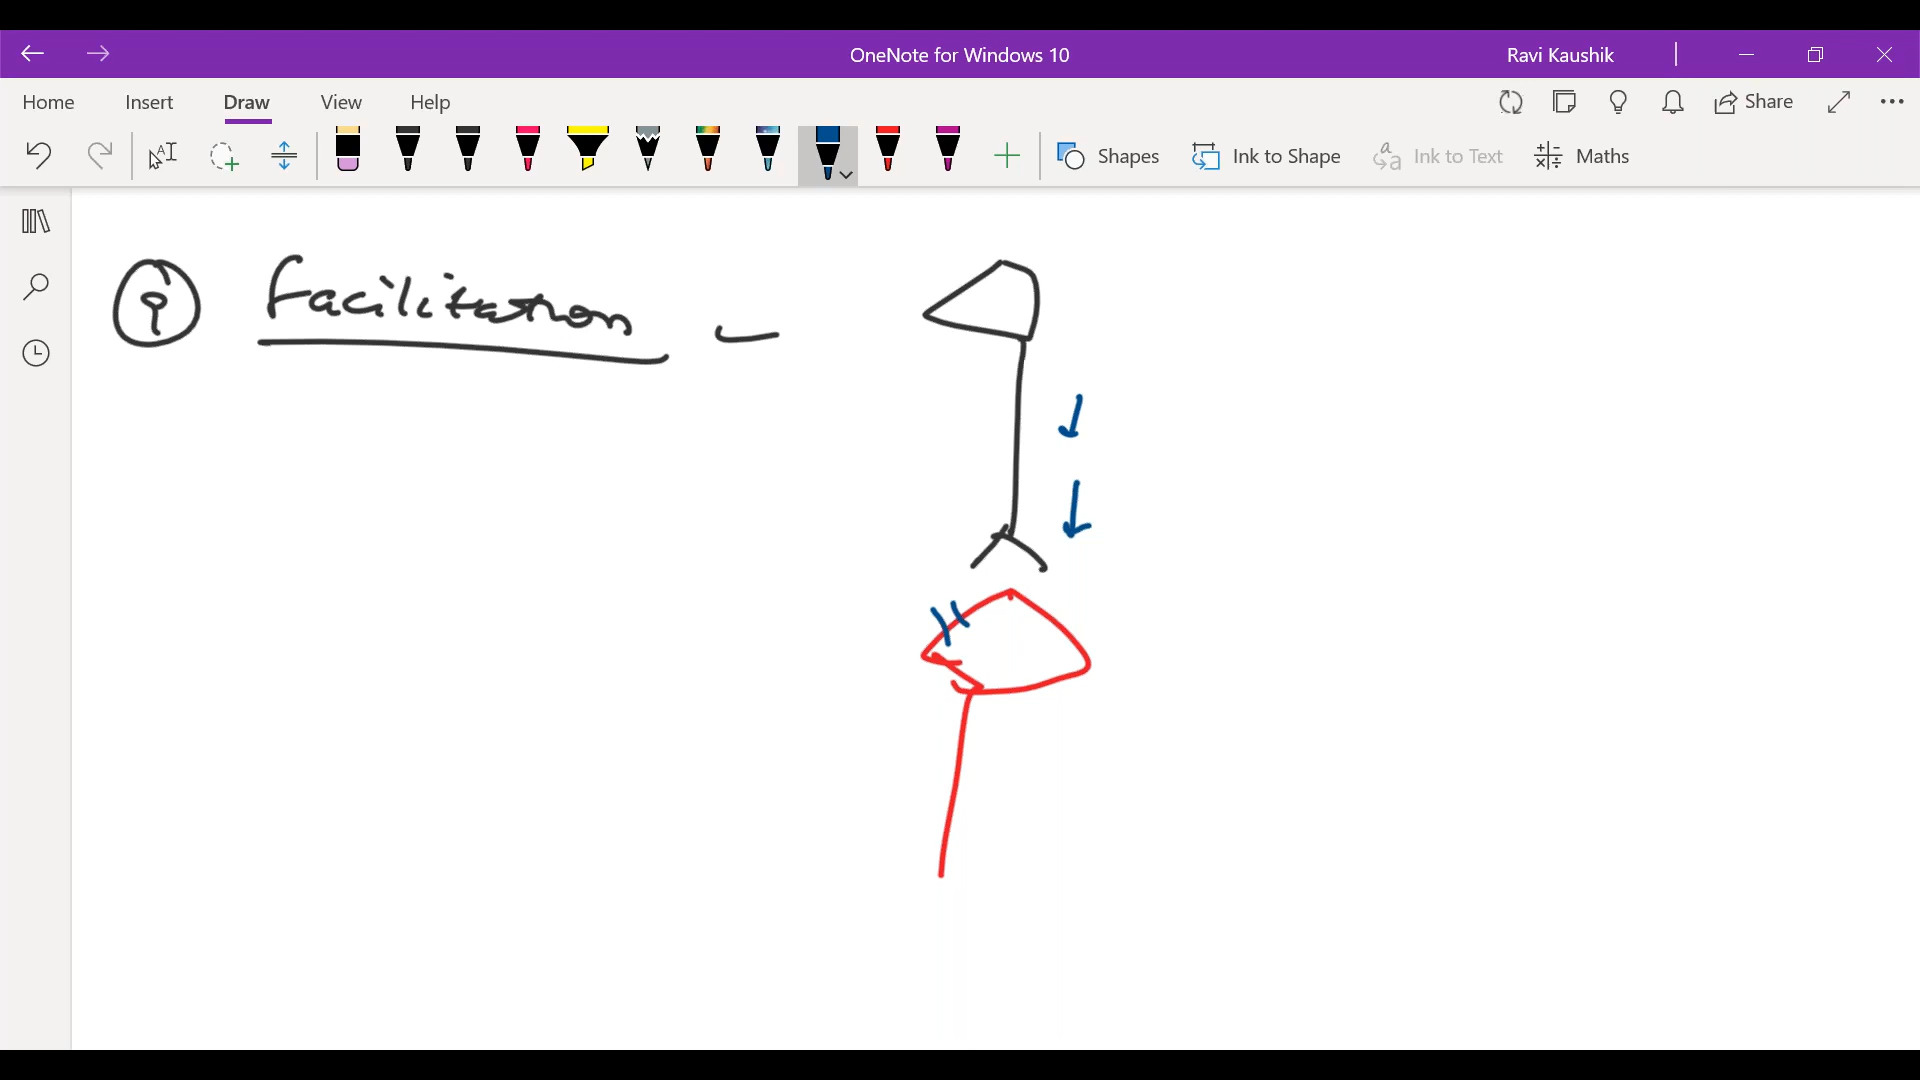 OneNote for Windows 10
Ravi Kaushik
Home Insert Draw View Help
Share
Shapes Ink to Shape Ink to Text Maths
9 Facilitation -